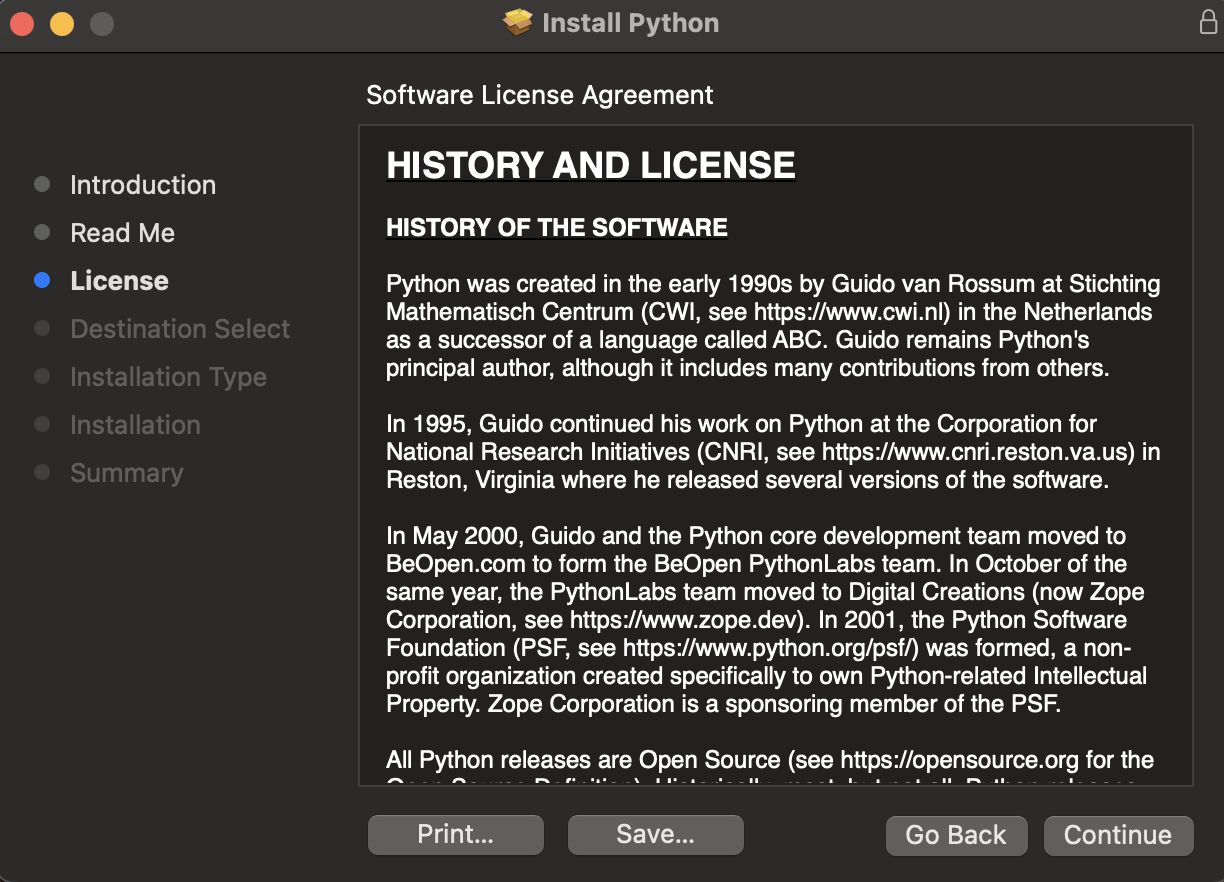 Install Python
Software License Agreement
Introduction
Read Me
License
Destination Select
Installation Type
Installation
Summary
HISTORY AND LICENSE
HISTORY OF THE SOFTWARE
Python was created in the early 1990s by Guido van Rossum at Stichting
Mathematisch Centrum (CWI, see https://www.cwi.nl) in the Netherlands
as a successor of a language called ABC. Guido remains Python's
principal author, although it includes many contributions from others.
In 1995, Guido continued his work on Python at the Corporation for
National Research Initiatives (CNRI, see https://www.cnri.reston.va.us) in
Reston, Virginia where he released several versions of the software.
In May 2000, Guido and the Python core development team moved to
BeOpen.com to form the BeOpen PythonLabs team. In October of the
same year, the PythonLabs team moved to Digital Creations (now Zope
Corporation, see https://www.zope.dev). In 2001, the Python Software
Foundation (PSF, see https://www.python.org/psf/) was formed, a non-
profit organization created specifically to own Python-related Intellectual
Property. Zope Corporation is a sponsoring member of the PSF.
All Python releases are Open Source (see https://opensource.org for the
Open Source Definition). Historically, most, but not all, Python releases
Print...
Save...
Go Back
Continue